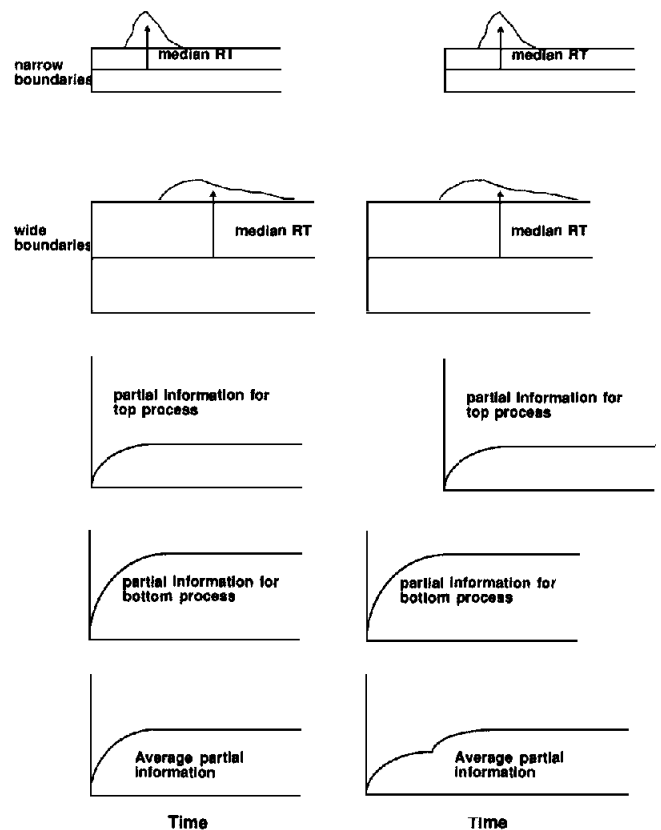 median RT
median RT
narrow
boundaries
wide
boundaries
median RT
median RT
partial information for
top process
partial information for
top process
partial information for
bottom process
partial information for
bottom process
Average partial
information
Average partial
information
Time
Time